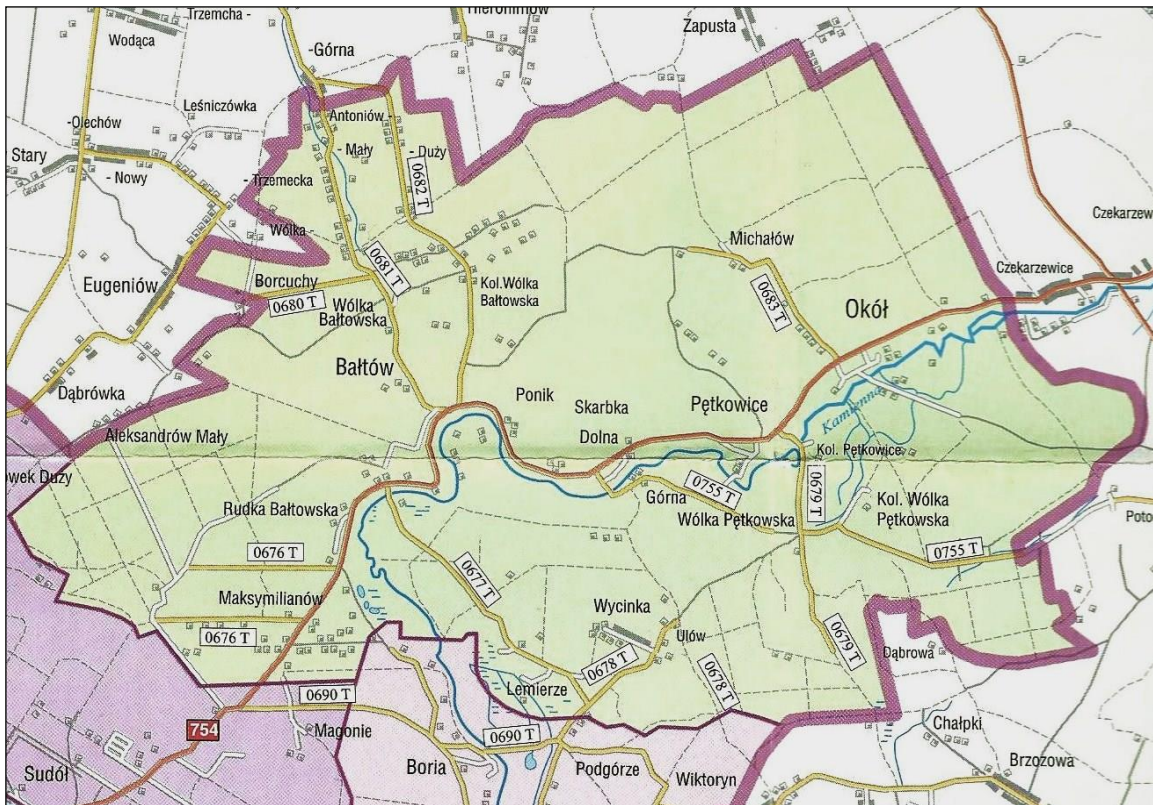 Trzemcha -
Wodąca
-Górna
Hieronimów
Zapusta
Leśniczówka
-Olechów
Stary
- Nowy
Antoniów -
- Mały
- Duży
- Trzemecka
Wólka -
0682 T
Eugeniów
Borcuchy
0680 T
0681 T
Wólka
Bałtowska
Kol.Wólka
Bałtowska
Michałów
0683 T
Okół
Czekarzewice
Czekarzew
Dąbrówka
Bałtów
Ponik
Skarbka
Dolna
Pętkowice
Kamienna
Kol. Pętkowice
Aleksandrów Mały
owek Duży
Rudka Bałtowska
Górna
0755 T
Wólka Pętkowska
0679 T
Kol. Wólka
Pętkowska
Poto
0755 T
0676 T
0677 T
Maksymilianów
0676 T
Wycinka
Ulów
0679 T
Dąbrowa
0678 T
0678 T
Lemierze
0690 T
754
Magonie
0690 T
Chałpki
Sudół
Boria
Podgórze
Wiktoryn
Brzozowa